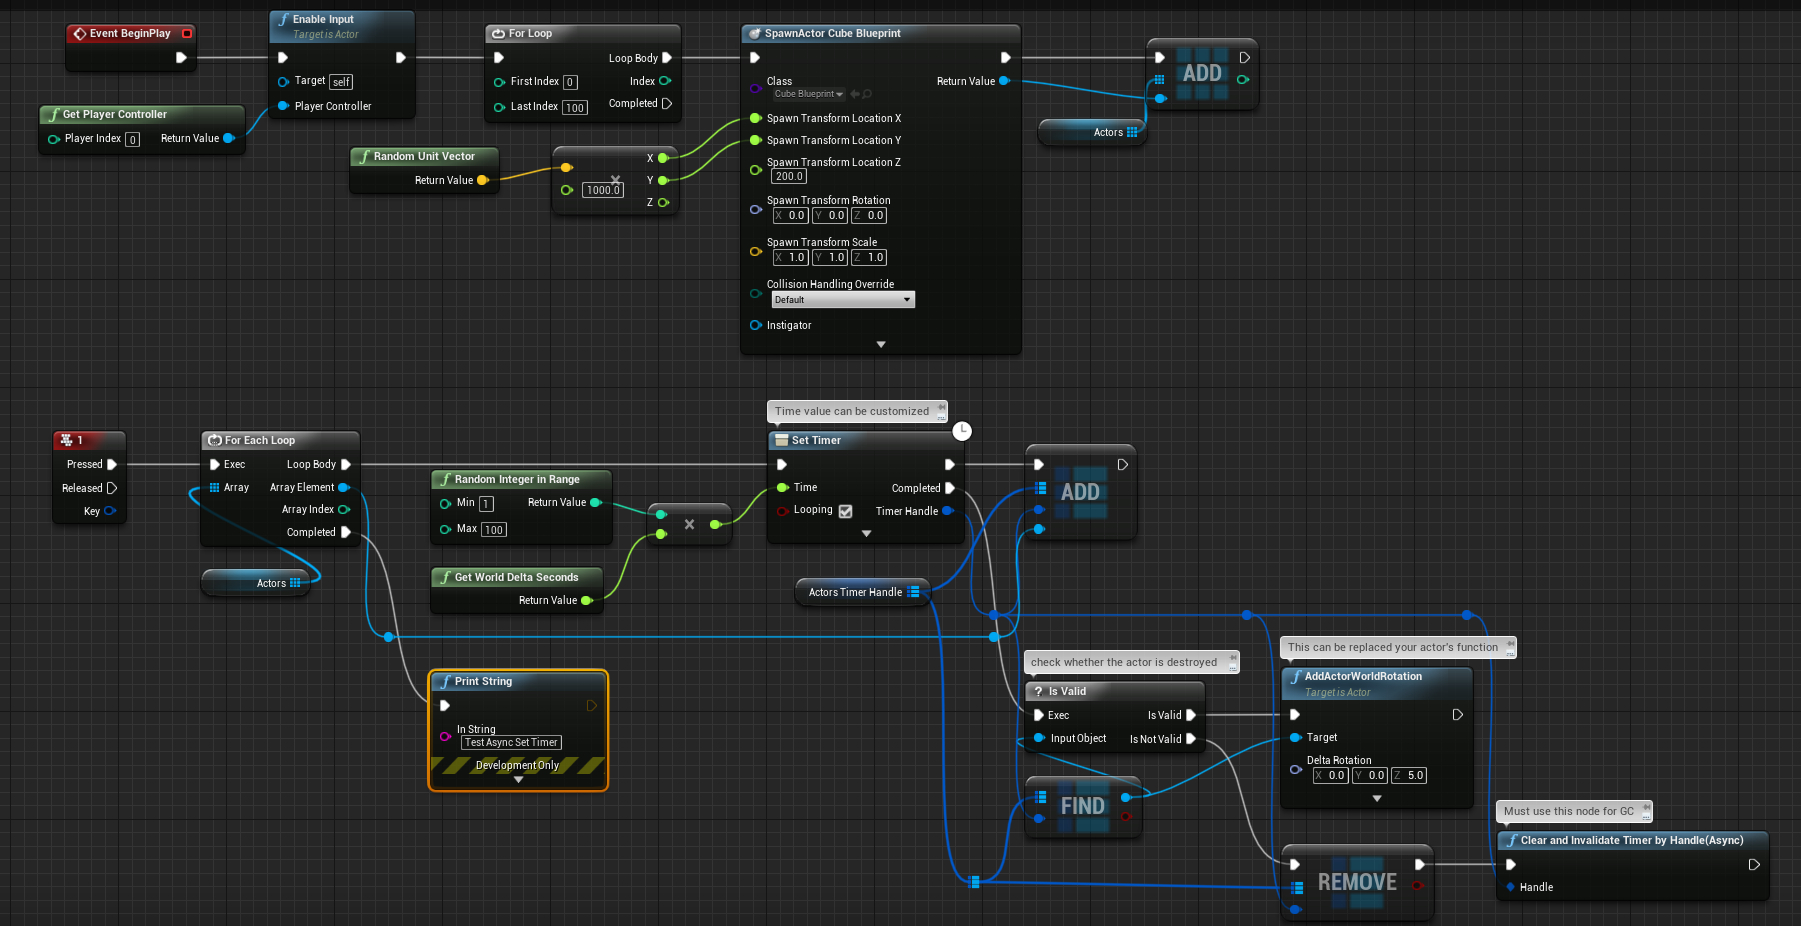 Event BeginPlay
Enable Input
Target is Actor
Target self
Player Controller
Get Player Controller
Player Index 0 Return Value
For Loop
Loop Body
First Index 0 Index
Last Index 100 Completed
Random Unit Vector
Return Value
X
1000.0 Y
Z
SpawnActor Cube Blueprint
Class Return Value
Cube Blueprint
Spawn Transform Location X
Spawn Transform Location Y
Spawn Transform Location Z
200.0
Spawn Transform Rotation
X 0.0 Y 0.0 Z 0.0
Spawn Transform Scale
X 1.0 Y 1.0 Z 1.0
Collision Handling Override
Default
Instigator
ADD
Actors
1
Pressed
Released
Key
For Each Loop
Exec Loop Body
Array Array Element
Array Index
Completed
Actors
Random Integer in Range
Min 1 Return Value
Max 100
Get World Delta Seconds
Return Value
Time value can be customized
Set Timer
Time Completed
Looping Timer Handle
Actors Timer Handle
ADD
Print String
In String
Test Async Set Timer
Development Only
check whether the actor is destroyed
? Is Valid
Exec Is Valid
Input Object Is Not Valid
FIND
This can be replaced your actor's function
AddActorWorldRotation
Target is Actor
Target
Delta Rotation
X 0.0 Y 0.0 Z 5.0
REMOVE
Must use this node for GC
Clear and Invalidate Timer by Handle(Async)
Handle